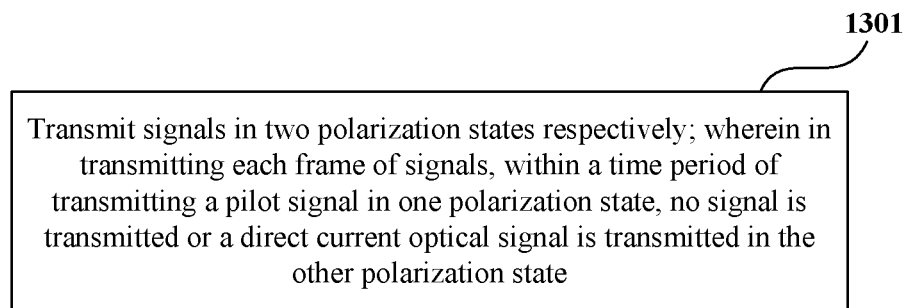 1301
Transmit signals in two polarization states respectively; wherein in
transmitting each frame of signals, within a time period of
transmitting a pilot signal in one polarization state, no signal is
transmitted or a direct current optical signal is transmitted in the
other polarization state